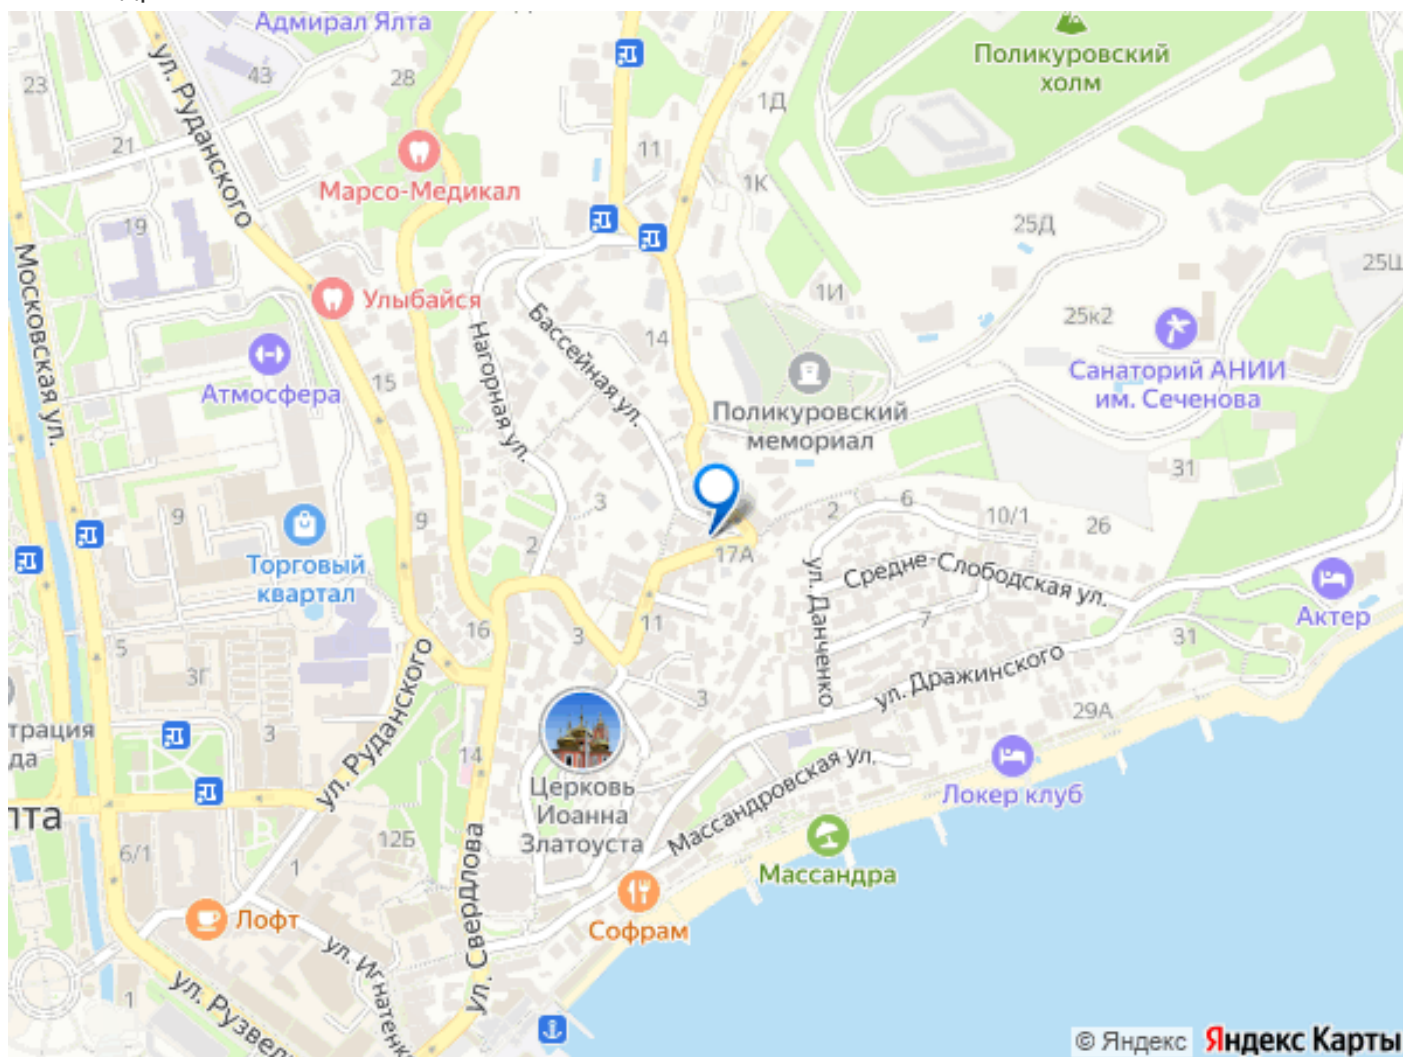 Адмирал Ялта
Поликуровский
холм
ул. Руданского
43
28
23
1Д
21
11
Марсо-Медикал
1К
19
25Д
Московская ул.
25Ш
Улыбайся
1И
25к2
Нагорная ул.
Бассейная ул.
14
Атмосфера
15
Санаторий АНИИ
им. Сеченова
Поликуровский
мемориал
31
3
6
2
10/1
26
9
9
2
17А
Торговый
квартал
ул. Данченко
Средне-Слободская ул.
Актер
7
16
3
11
31
5
3Г
ул. Руданского
ул. Дражинского
3
29А
трация
да
3
14
Массандровская ул.
Церковь
Иоанна
Златоуста
Локер клуб
лта
12Б
6/1
1
ул. Свердлова
Массандра
Лофт
Софрам
ул. Игнатенко
1
ул. Рузвел
© Яндекс Яндекс Карты